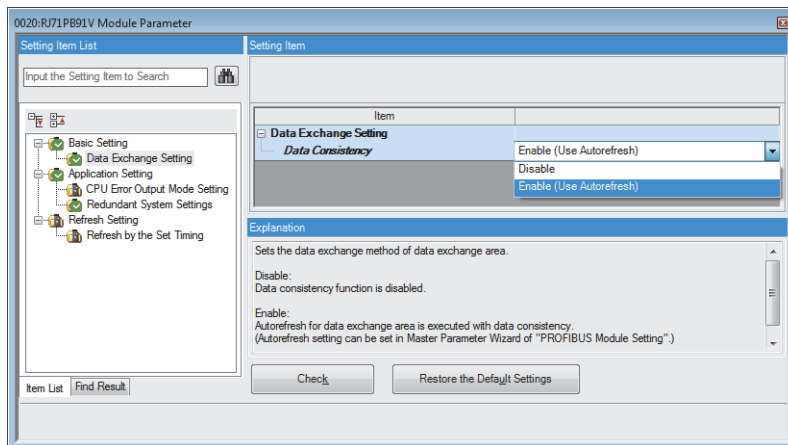 0020:RJ71PB91V Module Parameter
Setting Item List
Setting Item
Input the Setting Item to Search
Item
Data Exchange Setting
Data Consistency
Enable (Use Autorefresh)
Disable
Enable (Use Autorefresh)
Basic Setting
Data Exchange Setting
Application Setting
CPU Error Output Mode Setting
Redundant System Settings
Refresh Setting
Refresh by the Set Timing
Explanation
Sets the data exchange method of data exchange area.
Disable:
Data consistency function is disabled.
Enable:
Autorefresh for data exchange area is executed with data consistency.
(Autorefresh setting can be set in Master Parameter Wizard of "PROFIBUS Module Setting".)
Item List
Find Result
Check
Restore the Default Settings